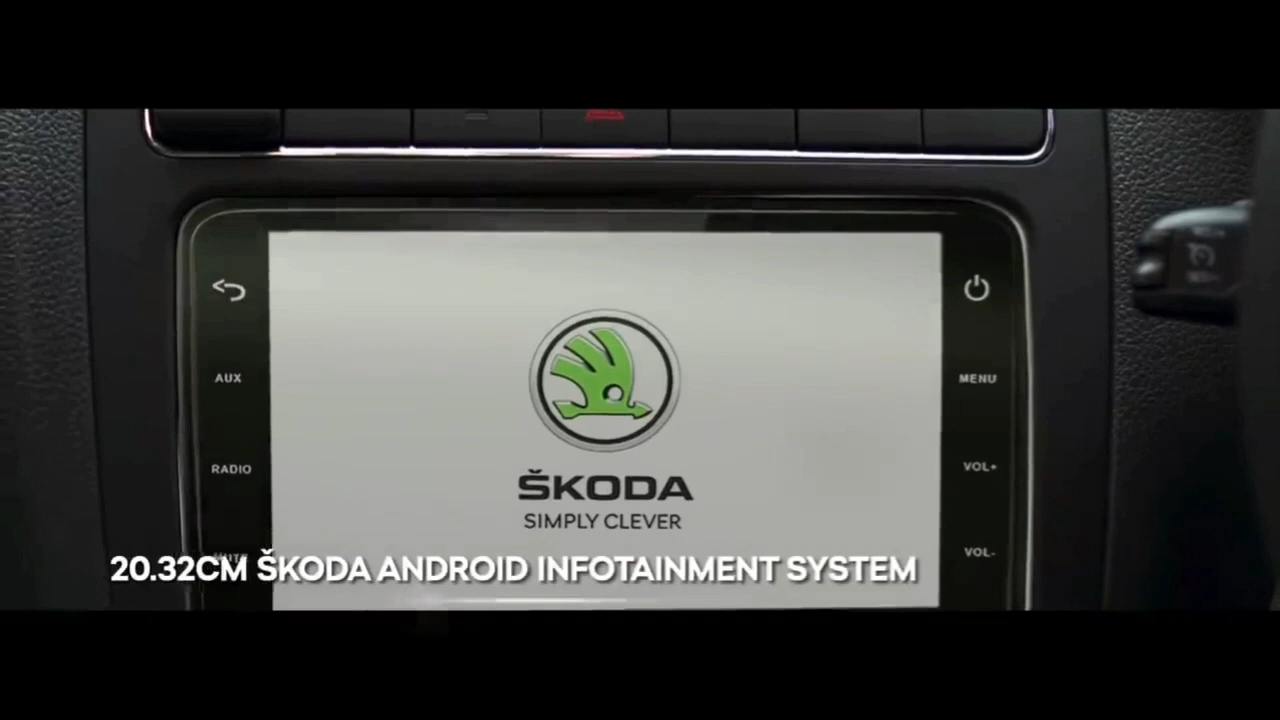 AUX
RADIO
MENU
VOL+
VOL-
ŠKODA
SIMPLY CLEVER
20.32CM ŠKODA ANDROID INFOTAINMENT SYSTEM